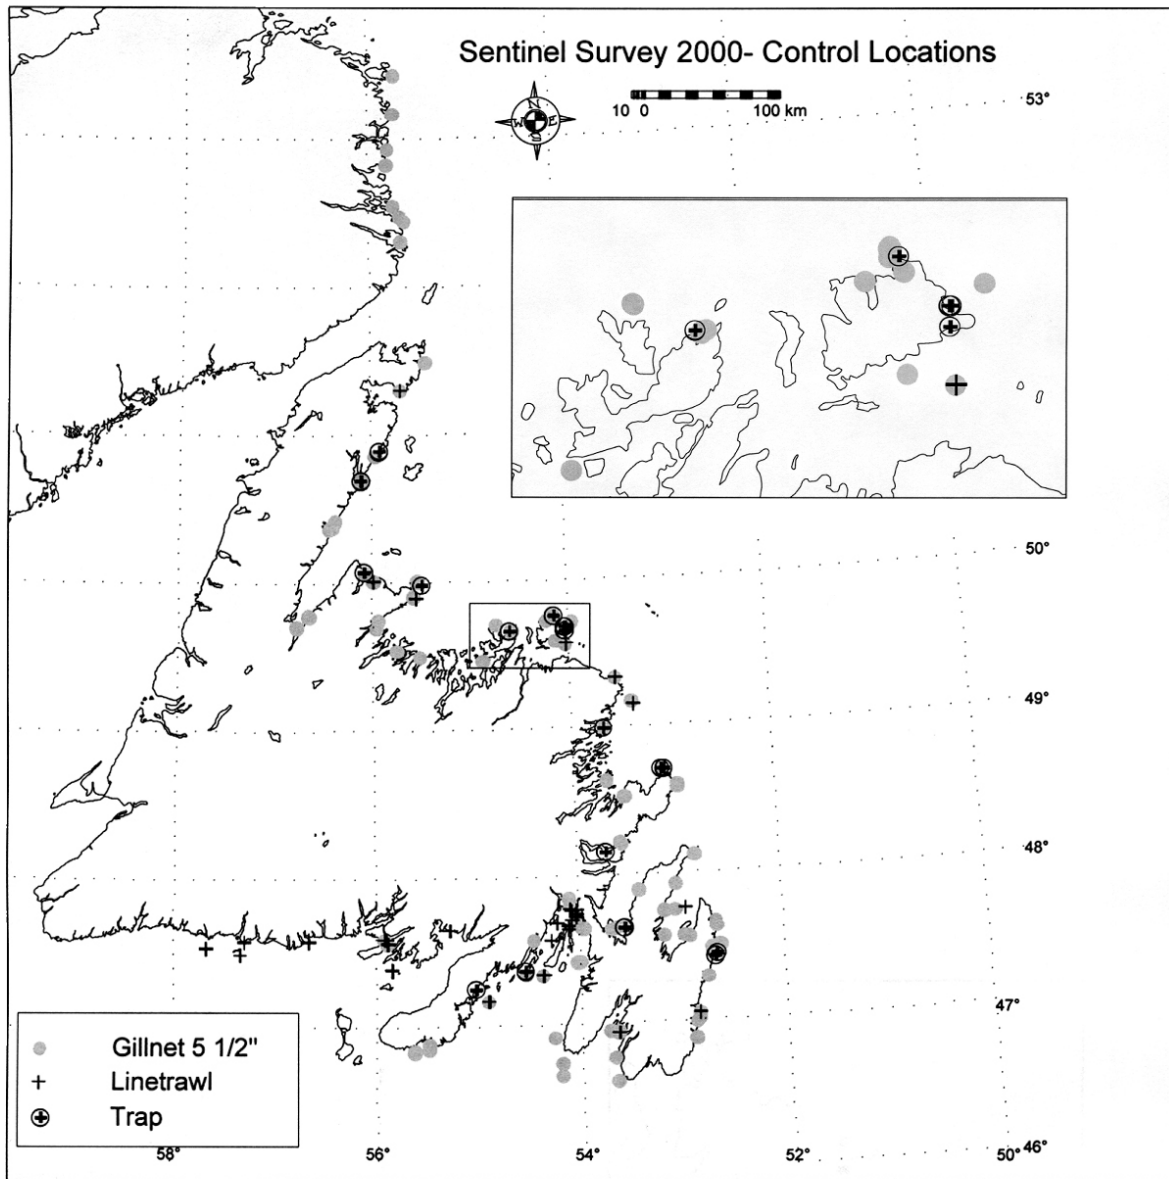 Sentinel Survey 2000- Control Locations
N
W E
S
10 0 100 km
53°
50°
49°
48°
47°
46°
Gillnet 5 1/2"
Linetrawl
Trap
58° 56° 54° 52° 50°